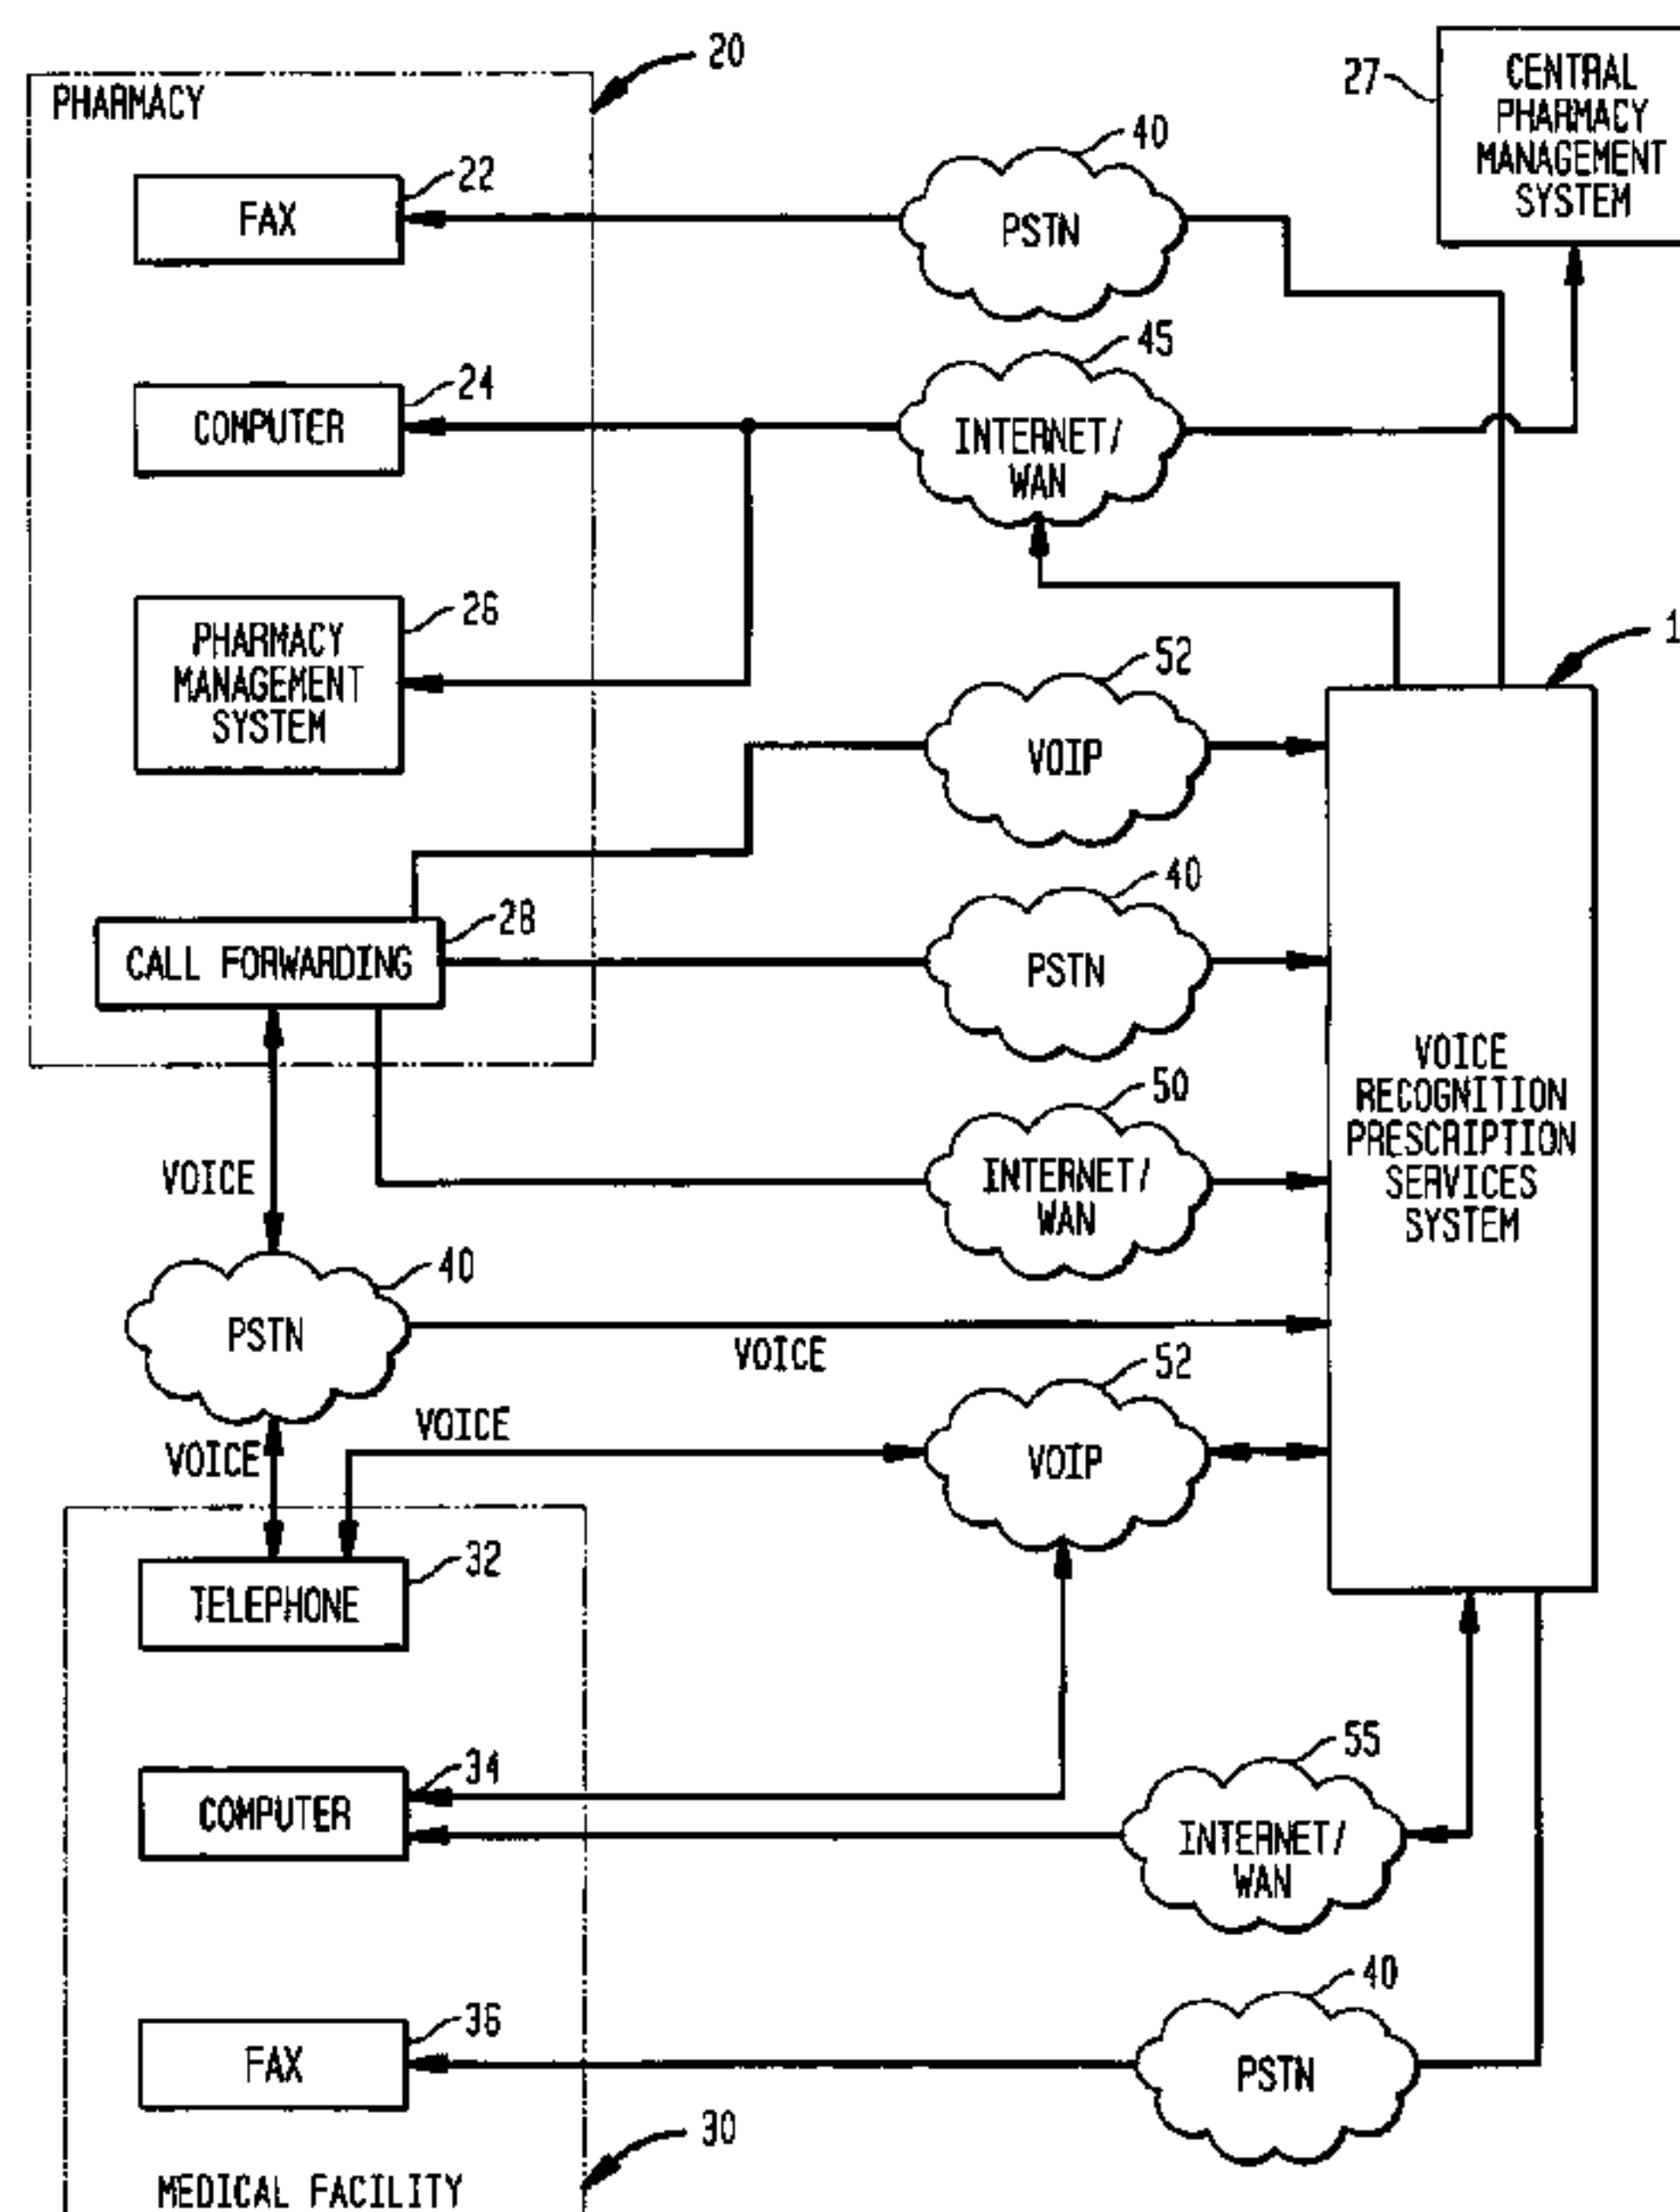 20
PHARMACY
22
FAX
40
PSTN
27
CENTRAL
PHARMACY
MANAGEMENT
SYSTEM
24
COMPUTER
45
INTERNET/
WAN
26
PHARMACY
MANAGEMENT
SYSTEM
52
VOIP
1
28
CALL FORWARDING
40
PSTN
VOICE
RECOGNITION
PRESCRIPTION
SERVICES
SYSTEM
50
INTERNET/
WAN
VOICE
40
PSTN
VOICE
52
VOIP
VOICE
VOICE
32
TELEPHONE
34
COMPUTER
55
INTERNET/
WAN
36
FAX
40
PSTN
30
MEDICAL FACILITY